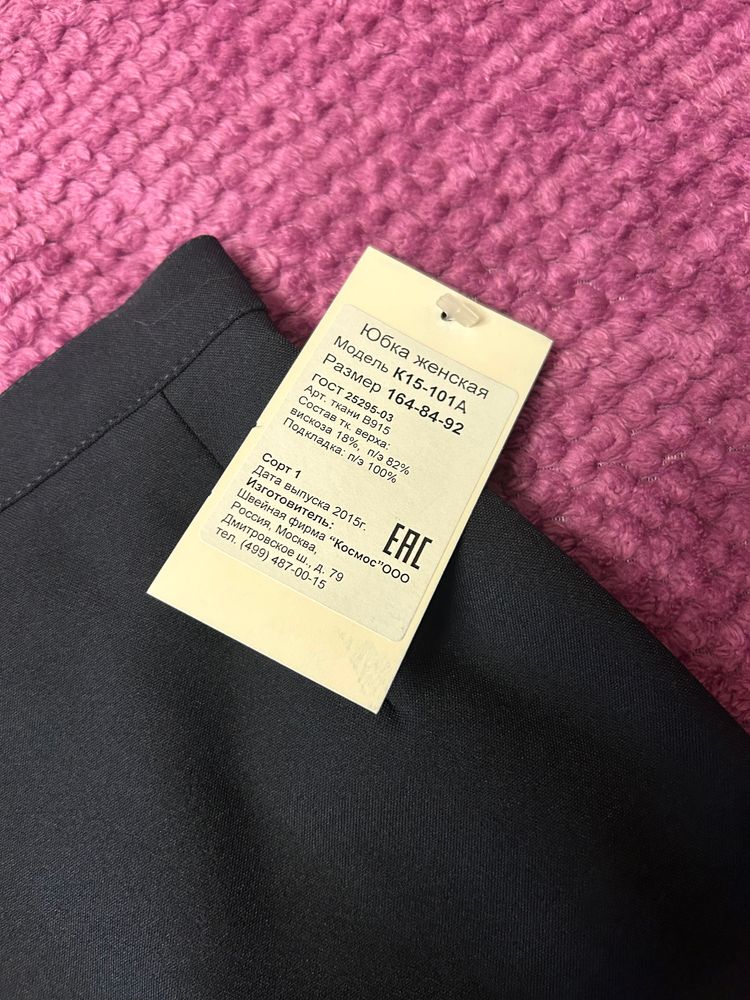 Юбка женская
Модель К15-101А
Размер 164-84-92
ГОСТ 25295-03
Арт. ткани В915
Состав тк. верха:
вискоза 18%, п/э 82%
Подкладка: п/э 100%
Сорт 1
Дата выпуска 2015г.
Изготовитель:
Швейная фирма "Космос"ООО
Россия, Москва,
Дмитровское ш., д. 79
тел. (499) 487-00-15
ЕАС